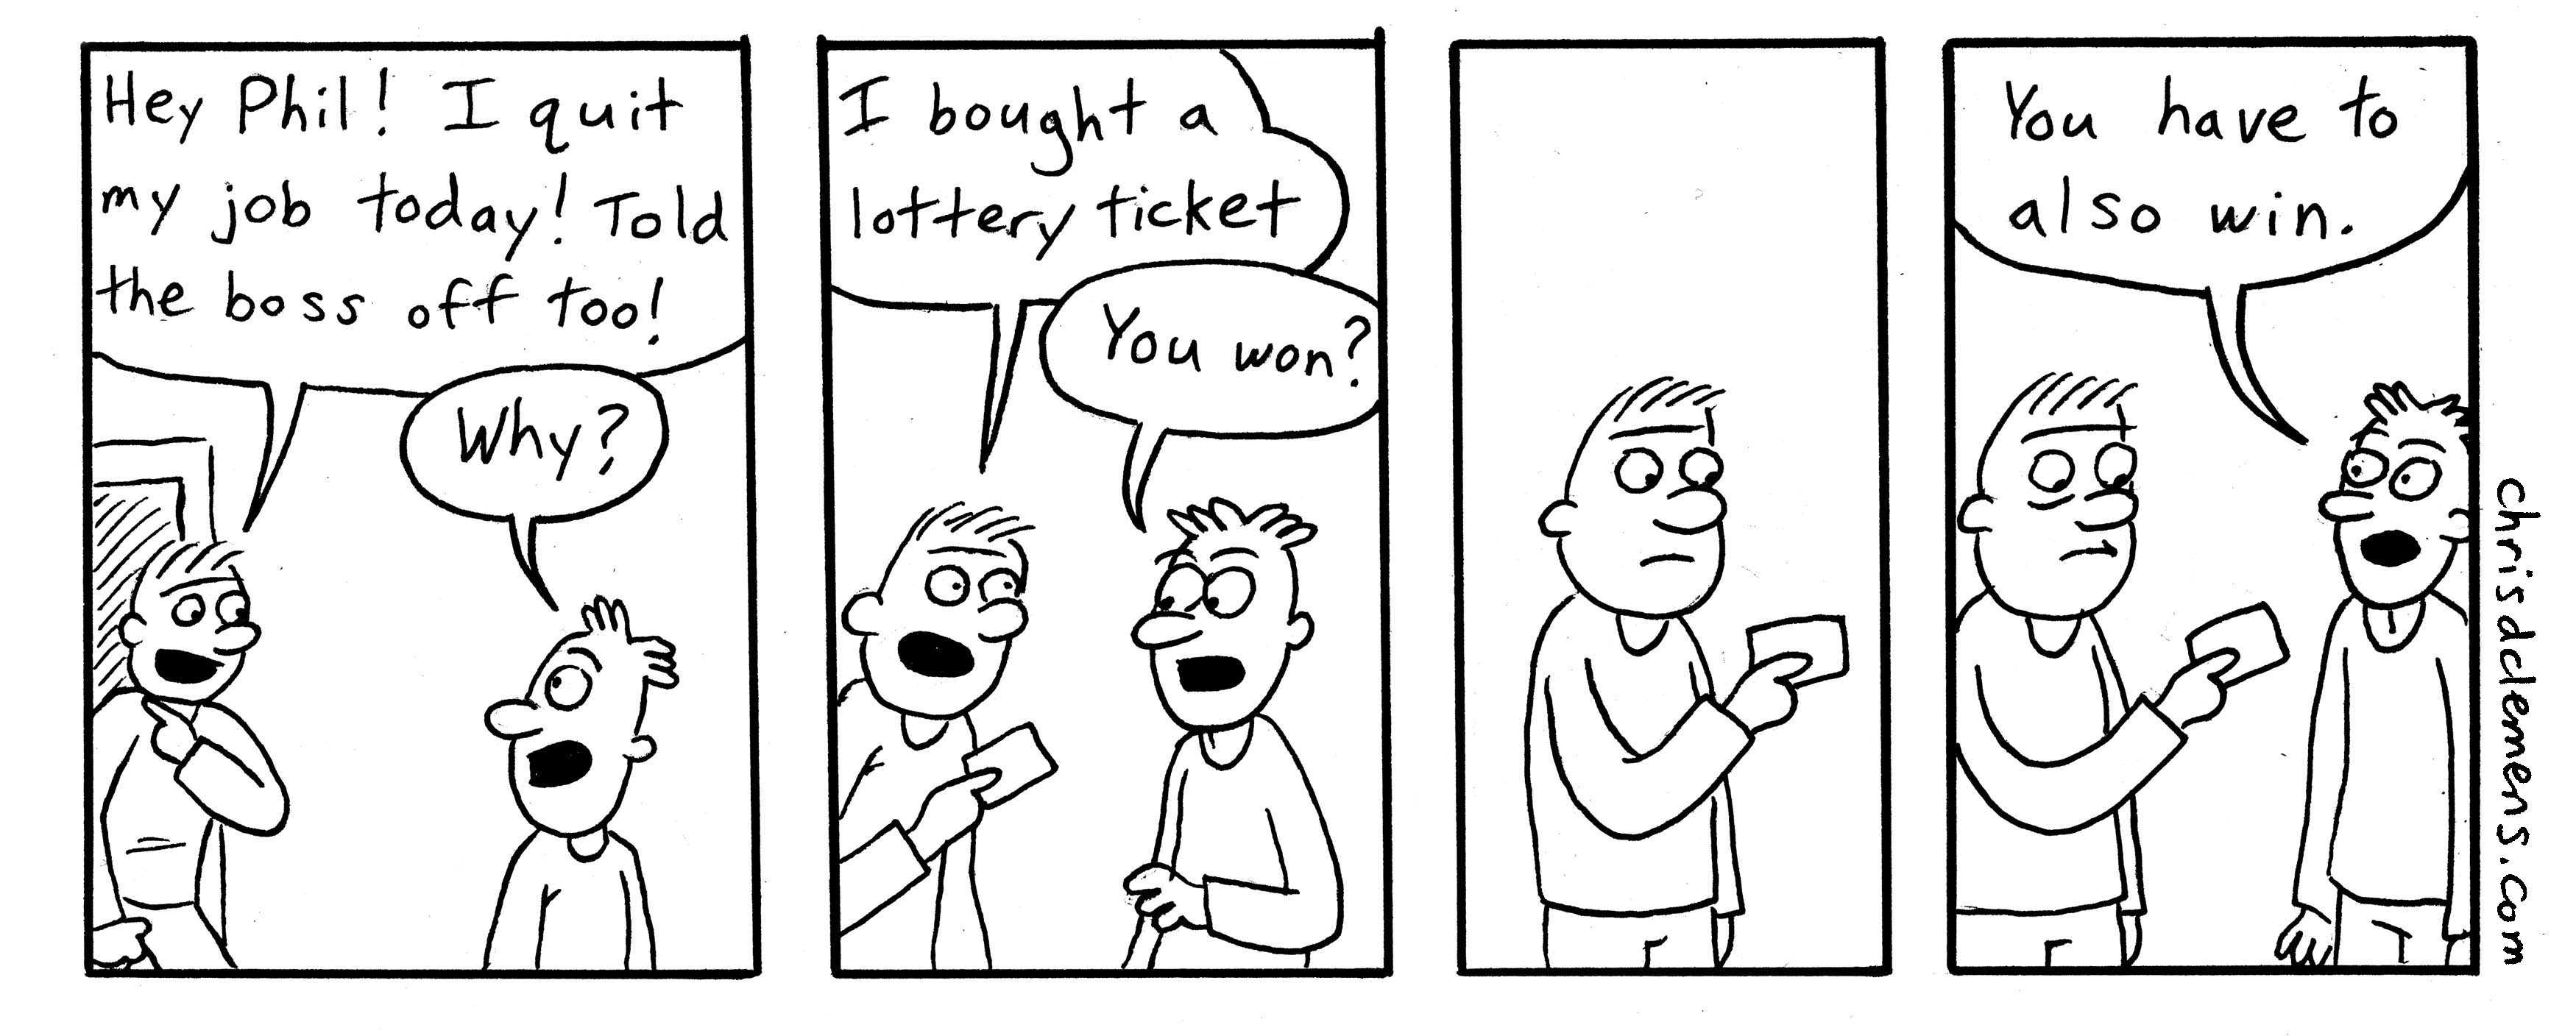 Hey Phil! I quit
my job today! Told
the boss off too!
Why?
I bought a
lottery ticket
You won?
You have to
also win.
chrisdclemens.com